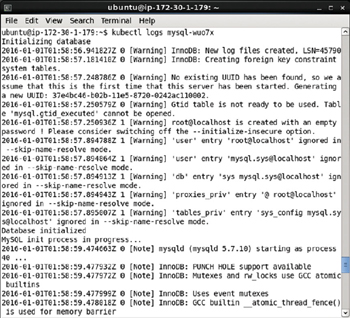 ubuntu@ip-172-30-1-179: ~
File Edit View Search Terminal Help
ubuntu@ip-172-30-1-179:~$ kubectl logs mysql-wuo7x
Initializing database
2016-01-01T01:58:56.941827Z 0 [Warning] InnoDB: New log files created, LSN=45790
2016-01-01T01:58:57.181410Z 0 [Warning] InnoDB: Creating foreign key constraint
system tables.
2016-01-01T01:58:57.248786Z 0 [Warning] No existing UUID has been found, so we a
ssume that this is the first time that this server has been started. Generating
a new UUID: 37e4bc46-b02b-11e5-8720-0242ac110002.
2016-01-01T01:58:57.250579Z 0 [Warning] Gtid table is not ready to be used. Tabl
e 'mysql.gtid_executed' cannot be opened.
2016-01-01T01:58:57.250936Z 1 [Warning] root@localhost is created with an empty
password ! Please consider switching off the --initialize-insecure option.
2016-01-01T01:58:57.894788Z 1 [Warning] 'user' entry 'root@localhost' ignored in
--skip-name-resolve mode.
2016-01-01T01:58:57.894864Z 1 [Warning] 'user' entry 'mysql.sys@localhost' ignor
ed in --skip-name-resolve mode.
2016-01-01T01:58:57.894913Z 1 [Warning] 'db' entry 'sys mysql.sys@localhost' ign
ored in --skip-name-resolve mode.
2016-01-01T01:58:57.894943Z 1 [Warning] 'proxies_priv' entry '@ root@localhost'
ignored in --skip-name-resolve mode.
2016-01-01T01:58:57.895007Z 1 [Warning] 'tables_priv' entry 'sys_config mysql.sy
s@localhost' ignored in --skip-name-resolve mode.
Database initialized
MySQL init process in progress...
2016-01-01T01:58:59.474663Z 0 [Note] mysqld (mysqld 5.7.10) starting as process
40 ...
2016-01-01T01:58:59.477932Z 0 [Note] InnoDB: PUNCH HOLE support available
2016-01-01T01:58:59.477972Z 0 [Note] InnoDB: Mutexes and rw_locks use GCC atomic
builtins
2016-01-01T01:58:59.477999Z 0 [Note] InnoDB: Uses event mutexes
2016-01-01T01:58:59.478018Z 0 [Note] InnoDB: GCC builtin __atomic_thread_fence()
is used for memory barrier